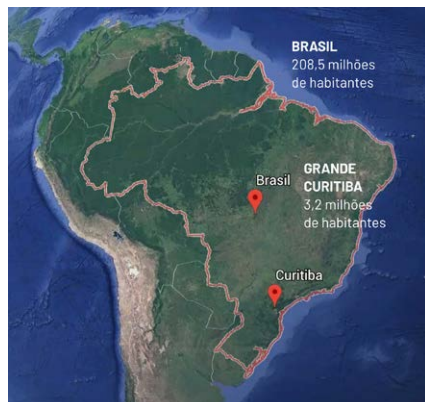 BRASIL
208,5 milhões
de habitantes
GRANDE
CURITIBA
3,2 milhões
de habitantes
Brasil
Curitiba